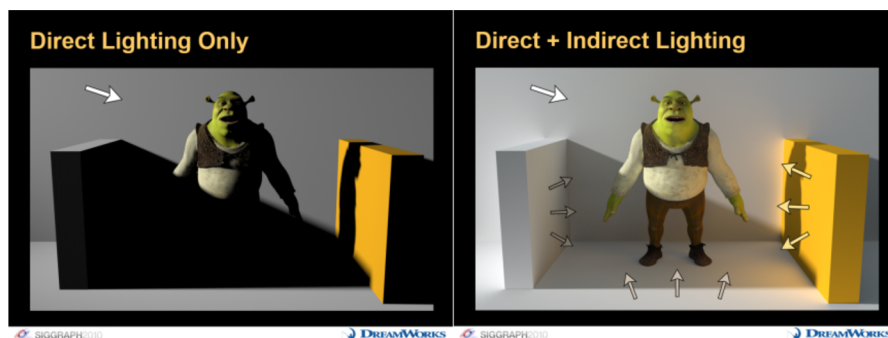 Direct Lighting Only
Direct + Indirect Lighting
SIGGRAPH2010
DREAMWORKS
SIGGRAPH2010
DREAMWORKS